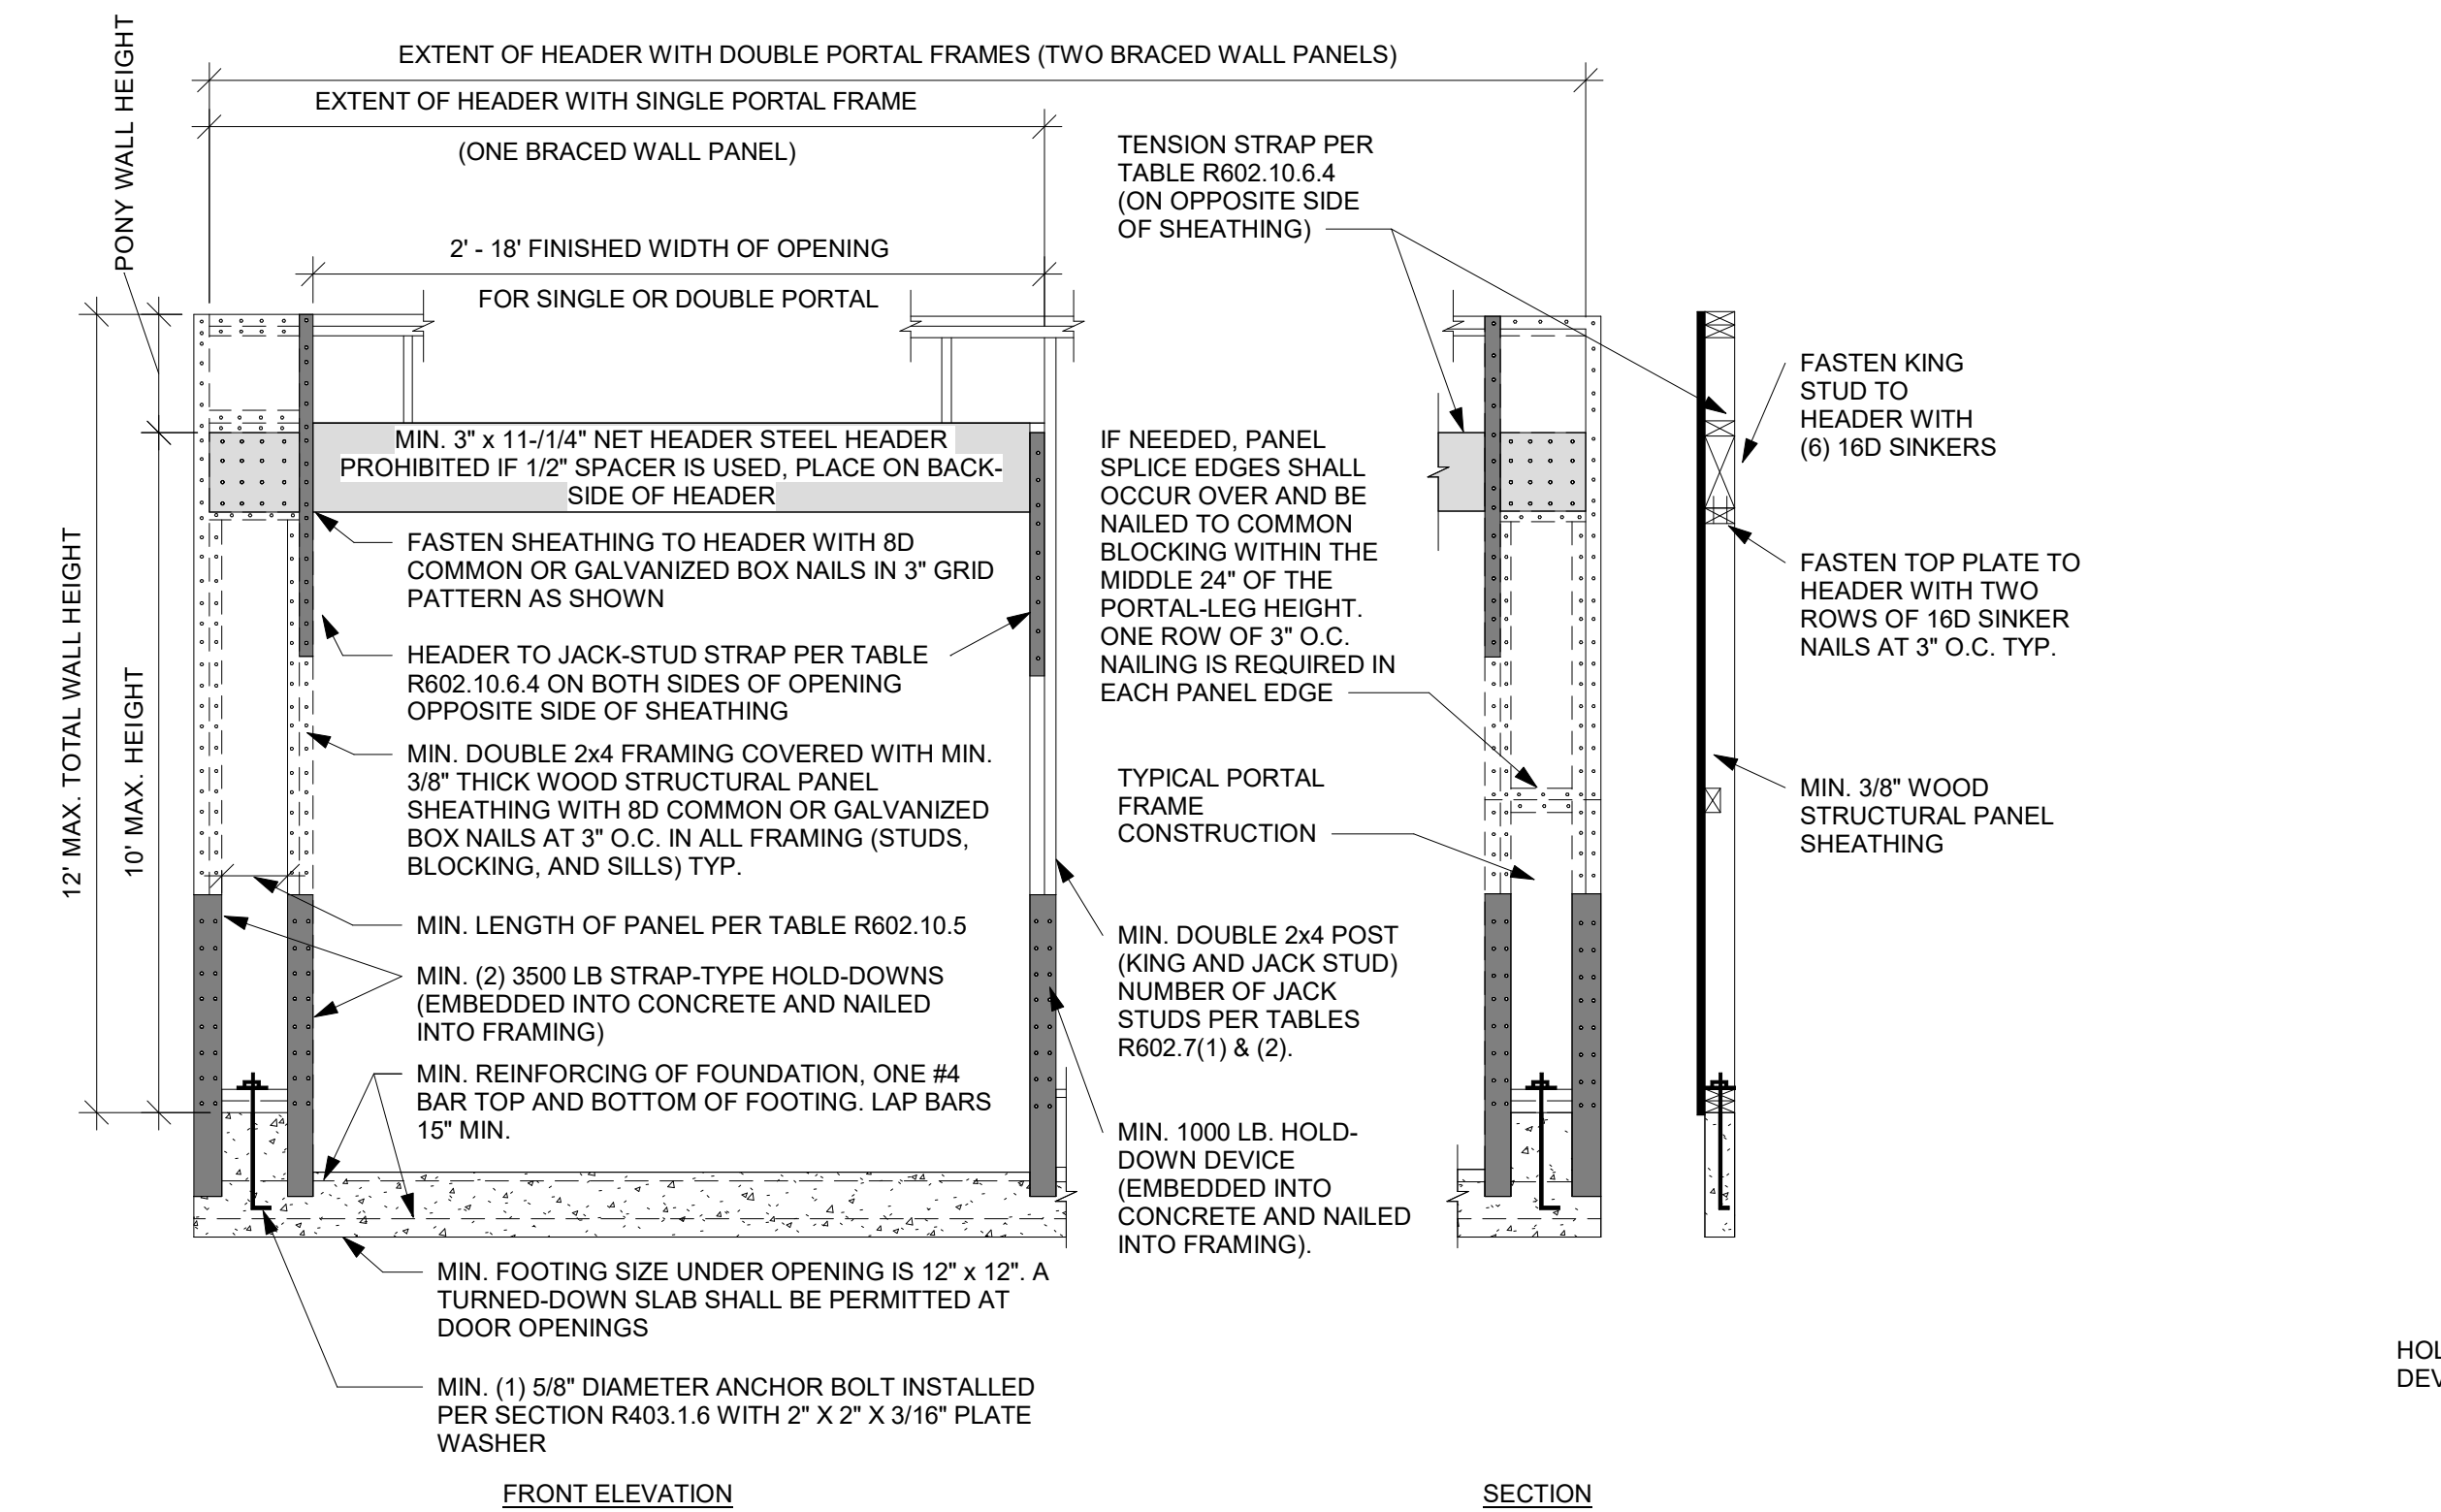 PONY WALL HEIGHT
EXTENT OF HEADER WITH DOUBLE PORTAL FRAMES (TWO BRACED WALL PANELS)
EXTENT OF HEADER WITH SINGLE PORTAL FRAME
(ONE BRACED WALL PANEL)
2' - 18' FINISHED WIDTH OF OPENING
FOR SINGLE OR DOUBLE PORTAL
12' MAX. TOTAL WALL HEIGHT
10' MAX. HEIGHT
MIN. 3" x 11-/1/4" NET HEADER STEEL HEADER
PROHIBITED IF 1/2" SPACER IS USED, PLACE ON BACK-
SIDE OF HEADER
FASTEN SHEATHING TO HEADER WITH 8D
COMMON OR GALVANIZED BOX NAILS IN 3" GRID
PATTERN AS SHOWN
HEADER TO JACK-STUD STRAP PER TABLE
R602.10.6.4 ON BOTH SIDES OF OPENING
OPPOSITE SIDE OF SHEATHING
MIN. DOUBLE 2x4 FRAMING COVERED WITH MIN.
3/8" THICK WOOD STRUCTURAL PANEL
SHEATHING WITH 8D COMMON OR GALVANIZED
BOX NAILS AT 3" O.C. IN ALL FRAMING (STUDS,
BLOCKING, AND SILLS) TYP.
MIN. LENGTH OF PANEL PER TABLE R602.10.5
MIN. (2) 3500 LB STRAP-TYPE HOLD-DOWNS
(EMBEDDED INTO CONCRETE AND NAILED
INTO FRAMING)
MIN. REINFORCING OF FOUNDATION, ONE #4
BAR TOP AND BOTTOM OF FOOTING. LAP BARS
15" MIN.
MIN. FOOTING SIZE UNDER OPENING IS 12" x 12". A
TURNED-DOWN SLAB SHALL BE PERMITTED AT
DOOR OPENINGS
MIN. (1) 5/8" DIAMETER ANCHOR BOLT INSTALLED
PER SECTION R403.1.6 WITH 2" X 2" X 3/16" PLATE
WASHER
FRONT ELEVATION
TENSION STRAP PER
TABLE R602.10.6.4
(ON OPPOSITE SIDE
OF SHEATHING)
IF NEEDED, PANEL
SPLICE EDGES SHALL
OCCUR OVER AND BE
NAILED TO COMMON
BLOCKING WITHIN THE
MIDDLE 24" OF THE
PORTAL-LEG HEIGHT.
ONE ROW OF 3" O.C.
NAILING IS REQUIRED IN
EACH PANEL EDGE
TYPICAL PORTAL
FRAME
CONSTRUCTION
MIN. DOUBLE 2x4 POST
(KING AND JACK STUD)
NUMBER OF JACK
STUDS PER TABLES
R602.7(1) & (2).
MIN. 1000 LB. HOLD-
DOWN DEVICE
(EMBEDDED INTO
CONCRETE AND NAILED
INTO FRAMING).
FASTEN KING
STUD TO
HEADER WITH
(6) 16D SINKERS
FASTEN TOP PLATE TO
HEADER WITH TWO
ROWS OF 16D SINKER
NAILS AT 3" O.C. TYP.
MIN. 3/8" WOOD
STRUCTURAL PANEL
SHEATHING
SECTION